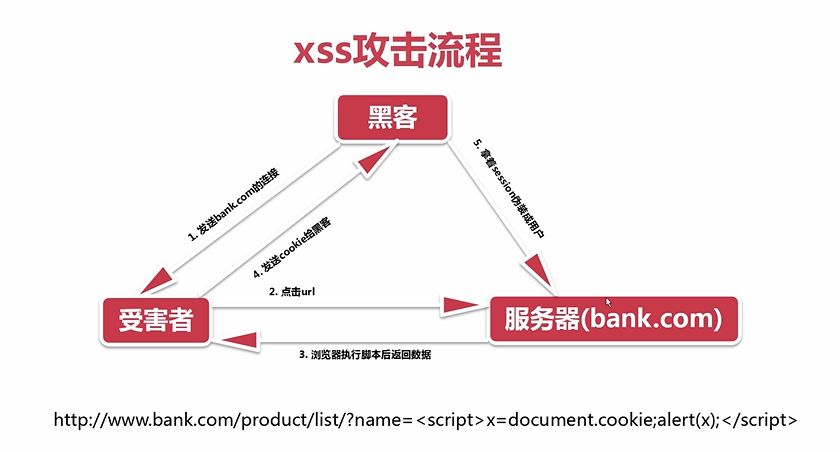 xss攻击流程
黑客
1. 发送bank.com的连接
4. 发送cookie给黑客
5. 拿着session伪装成用户
2. 点击url
受害者
服务器(bank.com)
3. 浏览器执行脚本后返回数据
http://www.bank.com/product/list/?name=<script>x=document.cookie;alert(x);</script>